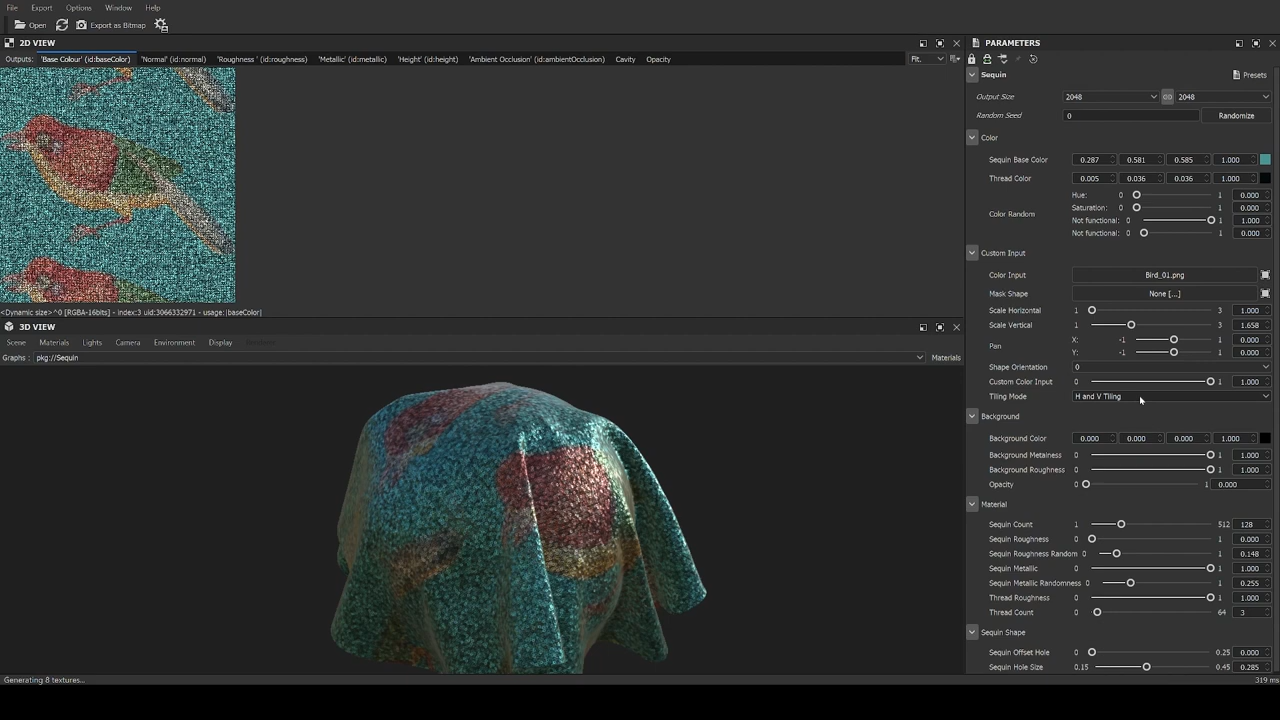 File Export Options Window Help
Open Export as Bitmap
2D VIEW
Outputs: 'Base Colour' (id:baseColor) 'Normal' (id:normal) 'Roughness ' (id:roughness) 'Metallic' (id:metallic) 'Height' (id:height) 'Ambient Occlusion' (id:ambientOcclusion) Cavity Opacity Fit.
<Dynamic size>^0 [RGBA-16bits] - index:3 uid:3066332971 - usage:|baseColor|
3D VIEW
Scene Materials Lights Camera Environment Display
Graphs : pkg://Sequin Materials
PARAMETERS
Sequin Presets
Output Size 2048 2048
Random Seed 0 Randomize
Color
Sequin Base Color 0.287 0.581 0.585 1.000
Thread Color 0.005 0.036 0.036 1.000
Color Random
Hue: 0 1 0.000
Saturation: 0 1 0.000
Not functional: 0 1 1.000
Not functional: 0 1 0.000
Custom Input
Color Input Bird_01.png
Mask Shape None [...]
Scale Horizontal 1 3 1.000
Scale Vertical 1 3 1.658
Pan
X: -1 1 0.000
Y: -1 1 0.000
Shape Orientation 0
Custom Color Input 0 1 1.000
Tiling Mode H and V Tiling
Background
Background Color 0.000 0.000 0.000 1.000
Background Metalness 0 1 1.000
Background Roughness 0 1 1.000
Opacity 0 1 0.000
Material
Sequin Count 1 512 128
Sequin Roughness 0 1 0.000
Sequin Roughness Random 0 1 0.148
Sequin Metallic 0 1 1.000
Sequin Metallic Randomness 0 1 0.255
Thread Roughness 0 1 1.000
Thread Count 0 64 3
Sequin Shape
Sequin Offset Hole 0 0.25 0.000
Sequin Hole Size 0.15 0.45 0.285
Generating 8 textures... 319 ms